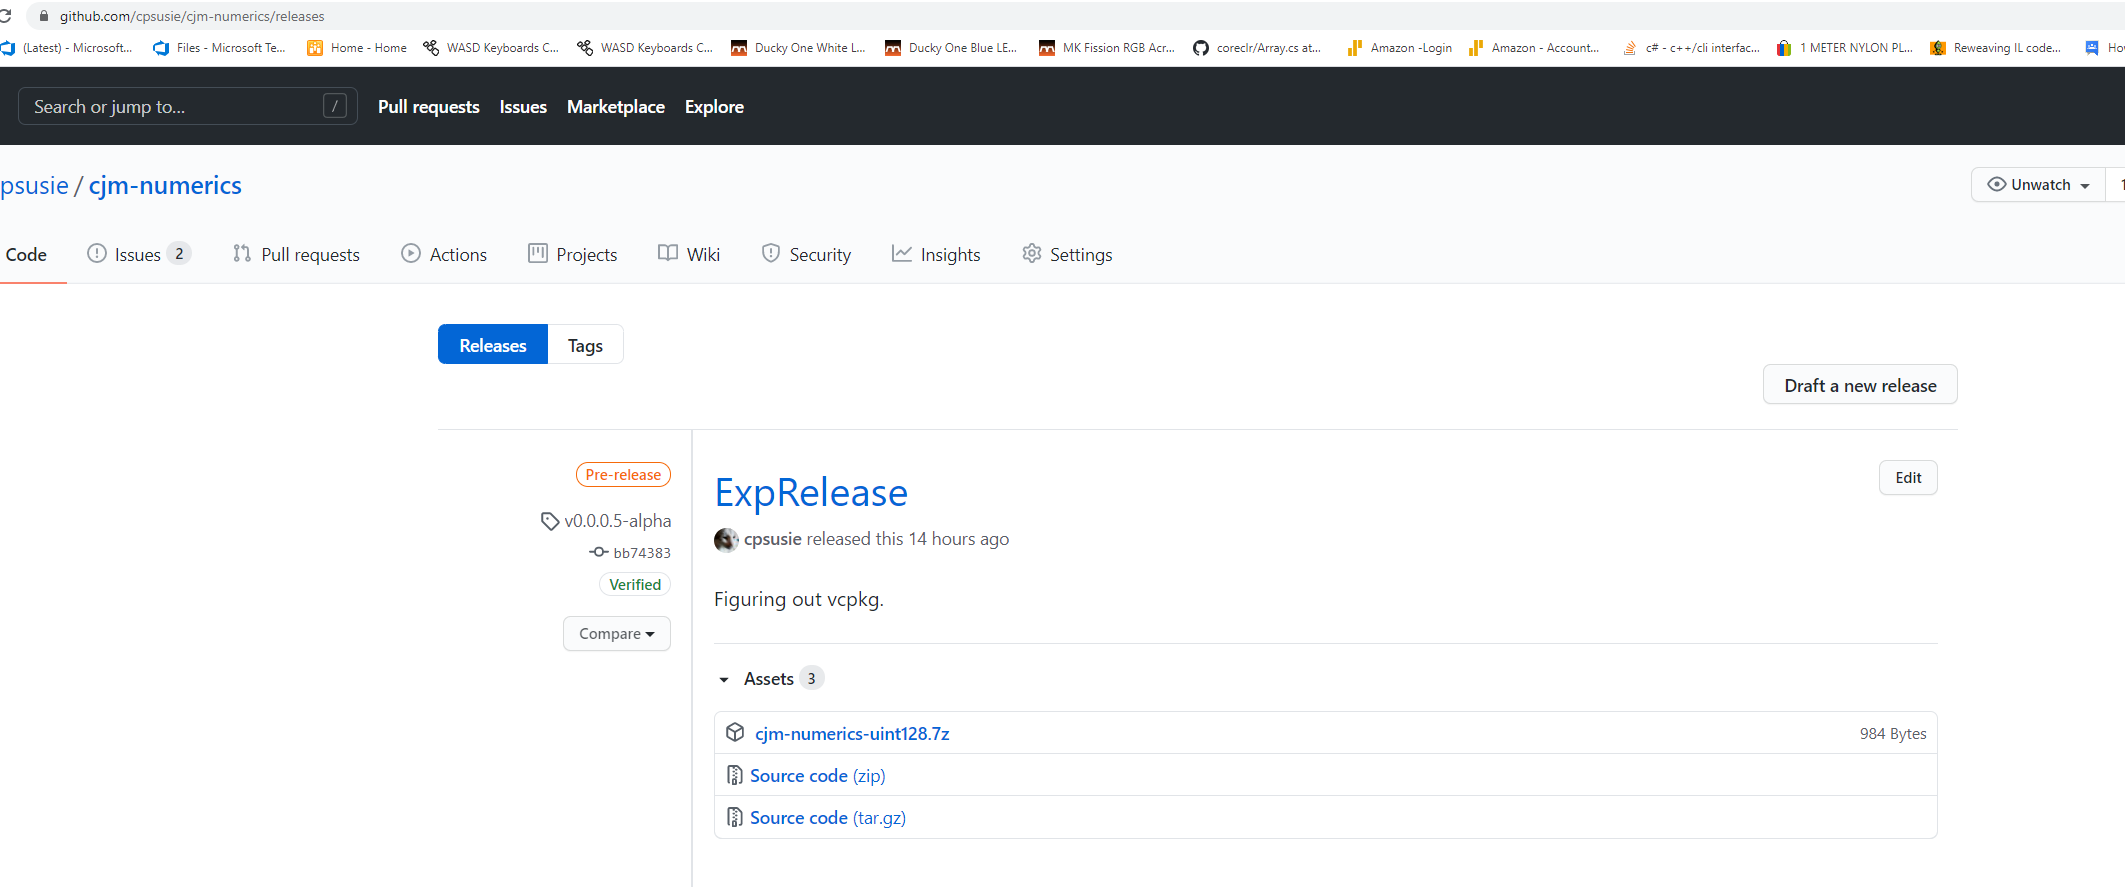 github.com/cpsusie/cjm-numerics/releases
(Latest) - Microsoft... Files - Microsoft Te... Home - Home WASD Keyboards C... WASD Keyboards C... Ducky One White L... Ducky One Blue LE... MK Fission RGB Acr... coreclr/Array.cs at... Amazon -Login Amazon - Account... c# - c++/cli interfac... 1 METER NYLON PL... Reweaving IL code...
Search or jump to... / Pull requests Issues Marketplace Explore
psusie / cjm-numerics Unwatch 1
Code Issues 2 Pull requests Actions Projects Wiki Security Insights Settings
Releases Tags
Draft a new release
Pre-release
v0.0.0.5-alpha
bb74383
Verified
Compare
ExpRelease Edit
cpsusie released this 14 hours ago
Figuring out vcpkg.
Assets 3
cjm-numerics-uint128.7z 984 Bytes
Source code (zip)
Source code (tar.gz)